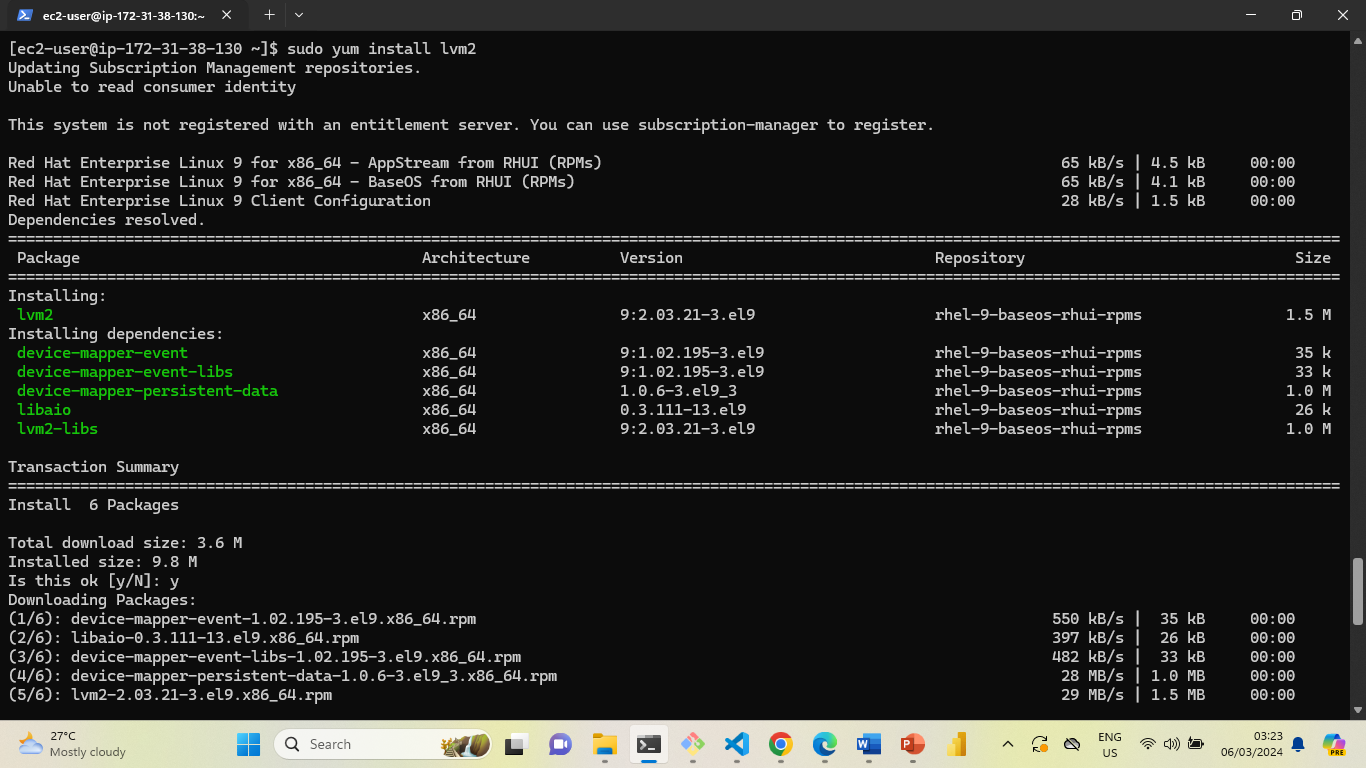 ec2-user@ip-172-31-38-130:~
[ec2-user@ip-172-31-38-130 ~]$ sudo yum install lvm2
Updating Subscription Management repositories.
Unable to read consumer identity
This system is not registered with an entitlement server. You can use subscription-manager to register.
Red Hat Enterprise Linux 9 for x86_64 - AppStream from RHUI (RPMs) 65 kB/s | 4.5 kB 00:00
Red Hat Enterprise Linux 9 for x86_64 - BaseOS from RHUI (RPMs) 65 kB/s | 4.1 kB 00:00
Red Hat Enterprise Linux 9 Client Configuration 28 kB/s | 1.5 kB 00:00
Dependencies resolved.
Package Architecture Version Repository Size
Installing:
lvm2 x86_64 9:2.03.21-3.el9 rhel-9-baseos-rhui-rpms 1.5 M
Installing dependencies:
device-mapper-event x86_64 9:1.02.195-3.el9 rhel-9-baseos-rhui-rpms 35 k
device-mapper-event-libs x86_64 9:1.02.195-3.el9 rhel-9-baseos-rhui-rpms 33 k
device-mapper-persistent-data x86_64 1.0.6-3.el9_3 rhel-9-baseos-rhui-rpms 1.0 M
libaio x86_64 0.3.111-13.el9 rhel-9-baseos-rhui-rpms 26 k
lvm2-libs x86_64 9:2.03.21-3.el9 rhel-9-baseos-rhui-rpms 1.0 M
Transaction Summary
Install 6 Packages
Total download size: 3.6 M
Installed size: 9.8 M
Is this ok [y/N]: y
Downloading Packages:
(1/6): device-mapper-event-1.02.195-3.el9.x86_64.rpm 550 kB/s | 35 kB 00:00
(2/6): libaio-0.3.111-13.el9.x86_64.rpm 397 kB/s | 26 kB 00:00
(3/6): device-mapper-event-libs-1.02.195-3.el9.x86_64.rpm 482 kB/s | 33 kB 00:00
(4/6): device-mapper-persistent-data-1.0.6-3.el9_3.x86_64.rpm 28 MB/s | 1.0 MB 00:00
(5/6): lvm2-2.03.21-3.el9.x86_64.rpm 29 MB/s | 1.5 MB 00:00
27°C
Mostly cloudy
Search
ENG
US
03:23
06/03/2024
PRE